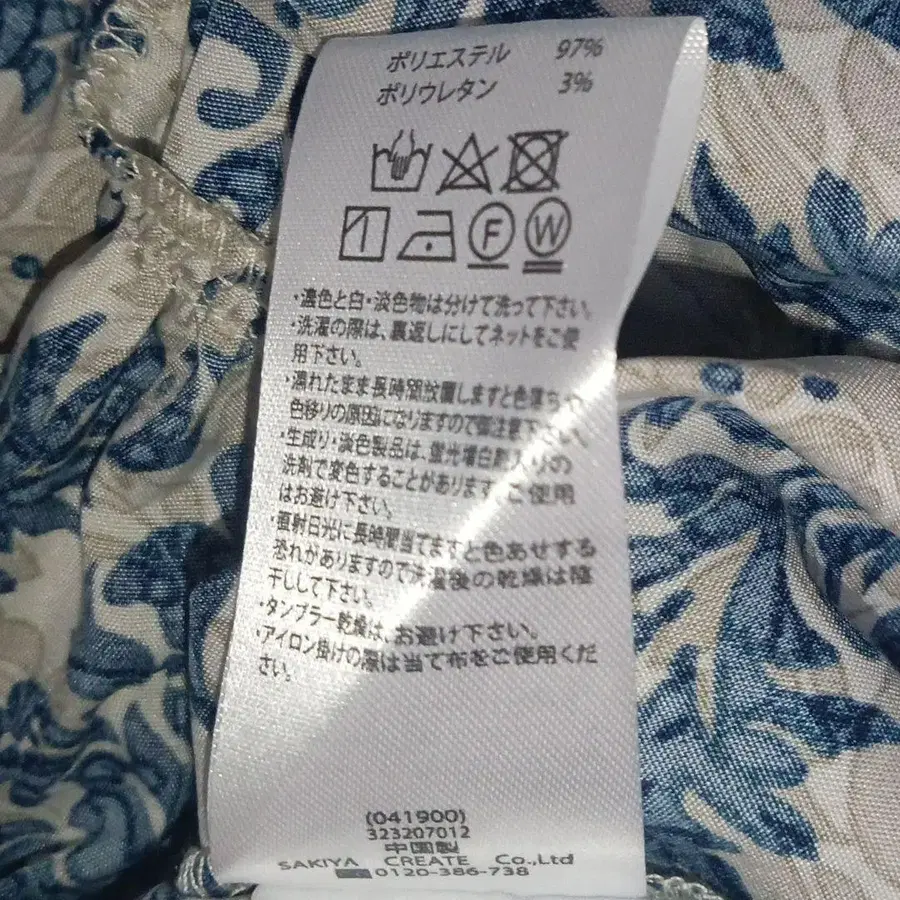 ポリエステル 97%
ポリウレタン 3%
F W
・濃色と白・淡色物は分けて洗って下さい。
・洗濯の際は、裏返しにしてネットをご使
用下さい。
・濡れたまま長時間放置しますと色落ちや
色移りの原因になりますので御注意下さい。
・生成り・淡色製品は、蛍光増白剤入りの
洗剤で変色することがあります。ご使用
はお避け下さい。
・直射日光に長時間当てますと色あせする
恐れがありますので洗濯後の乾燥は陰
干しして下さい。
・タンブラー乾燥は、お避け下さい。
・アイロン掛けの際は当て布をご使用くだ
さい。
(041900)
323207012
中国製
SAKIYA CREATE Co.,Ltd
0120-386-738